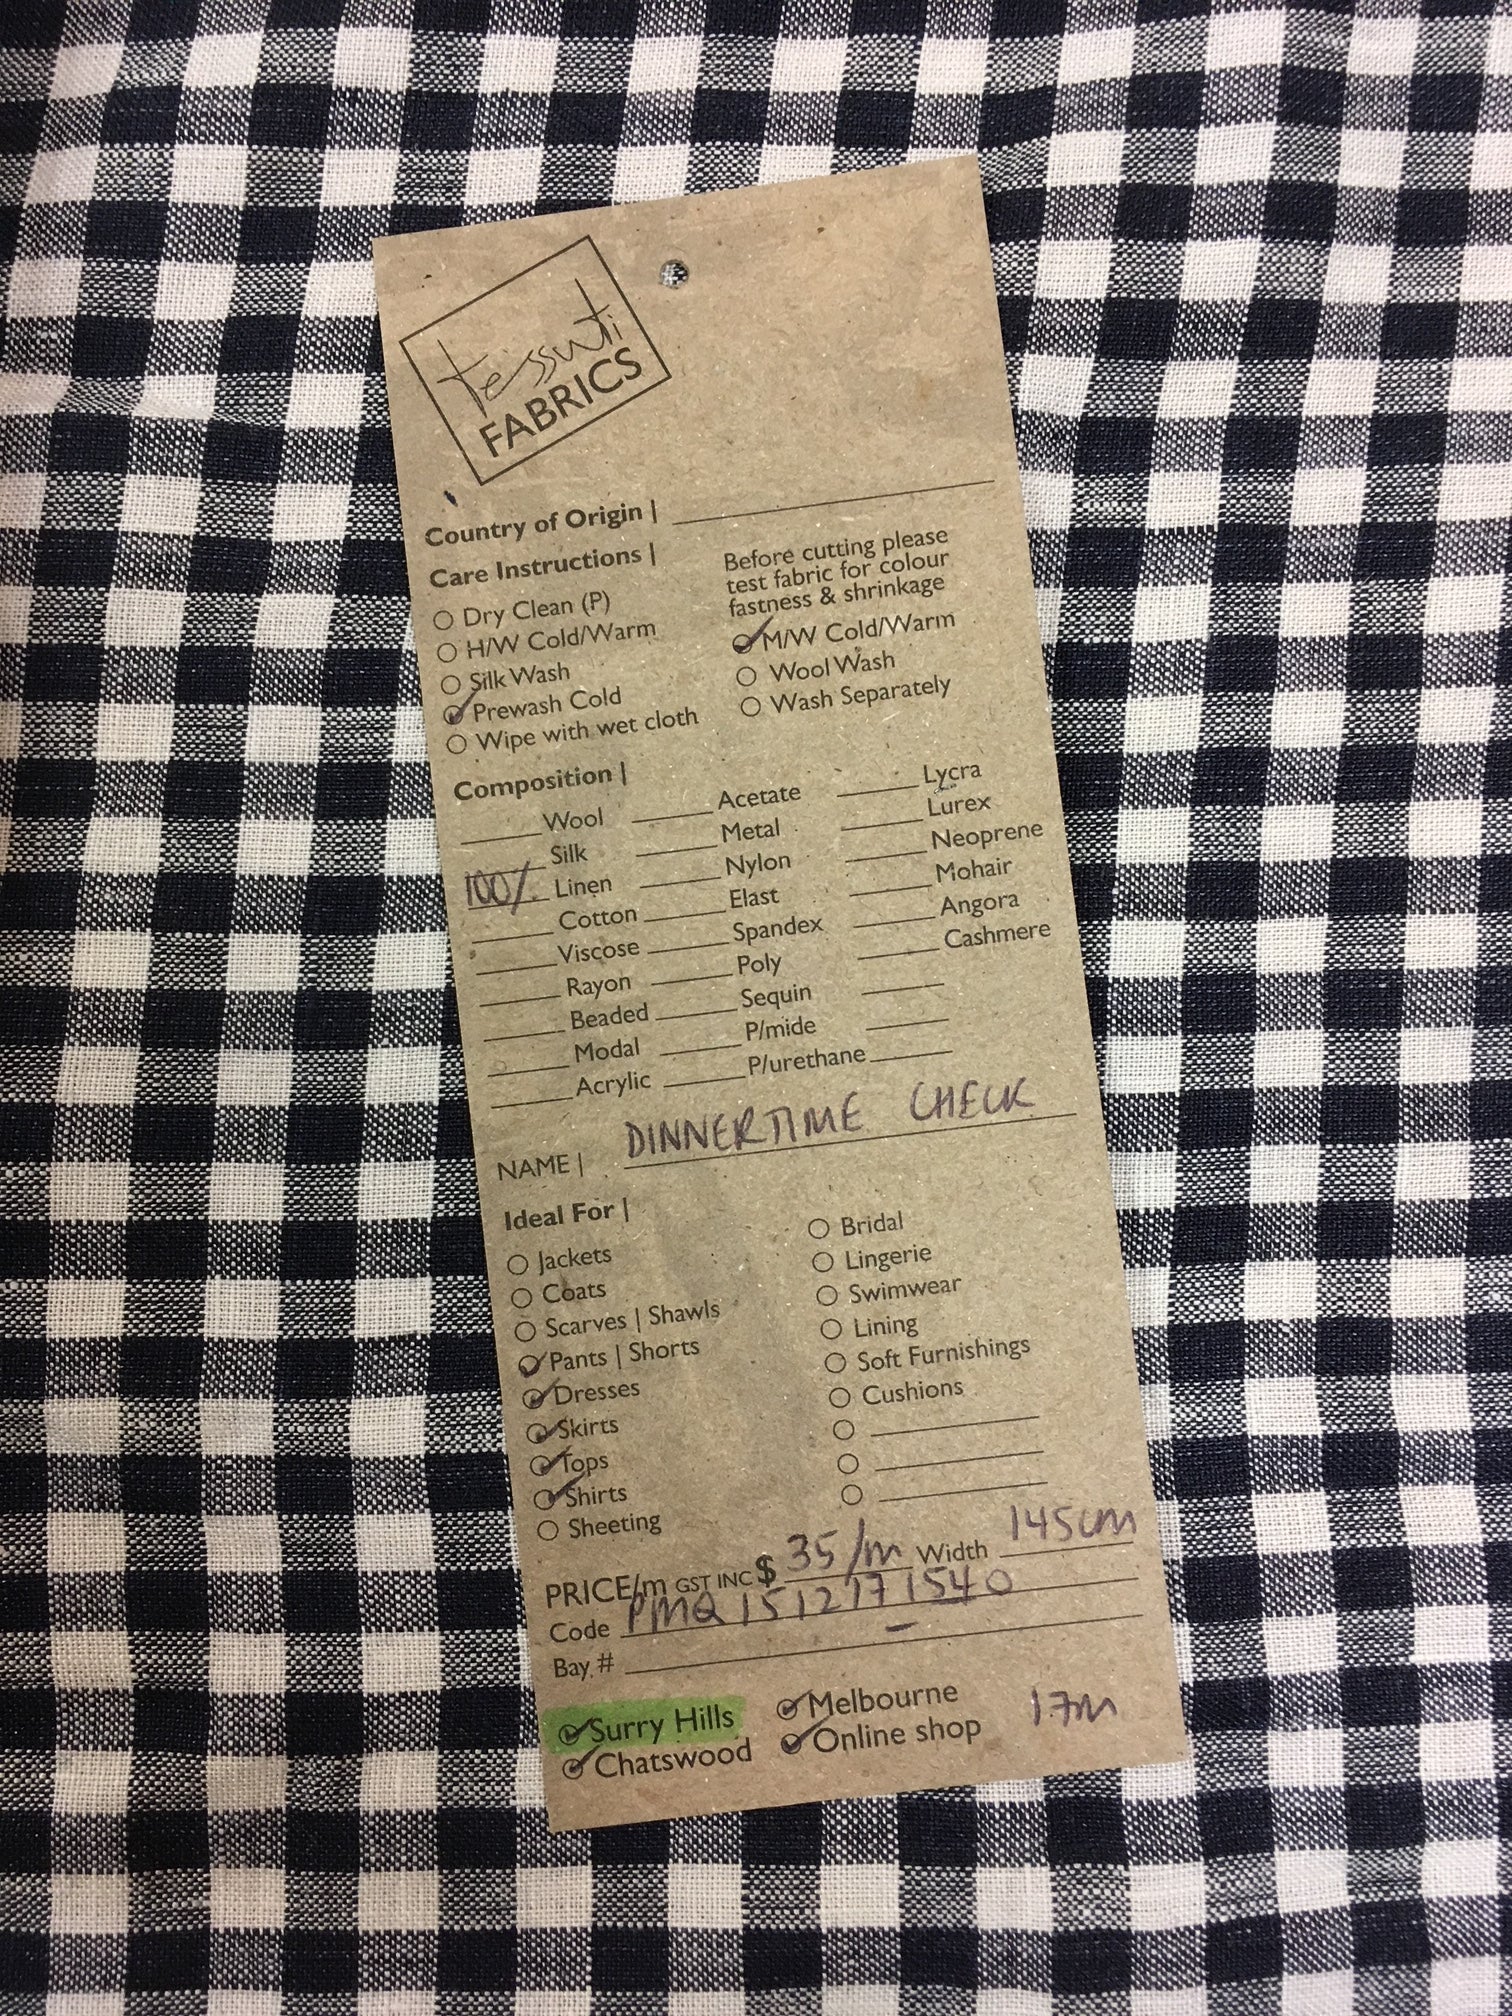 tessuti
FABRICS
Country of Origin |
Care Instructions |
Before cutting please
test fabric for colour
fastness & shrinkage
Dry Clean (P)
H/W Cold/Warm
M/W Cold/Warm
Silk Wash
Wool Wash
Prewash Cold
Wash Separately
Wipe with wet cloth
Composition |
Wool Acetate Lycra
Silk Metal Lurex
100% Linen Nylon Neoprene
Cotton Elast Mohair
Viscose Spandex Angora
Rayon Poly Cashmere
Beaded Sequin
Modal P/mide
Acrylic P/urethane
NAME | DINNERTIME CHECK
Ideal For |
Jackets Bridal
Coats Lingerie
Scarves | Shawls Swimwear
Pants | Shorts Lining
Dresses Soft Furnishings
Skirts Cushions
Tops
Shirts
Sheeting
PRICE/m GST INC $ 35/m Width 145cm
Code PMQ 151217 1540
Bay #
Surry Hills Melbourne 17m
Chatswood Online shop